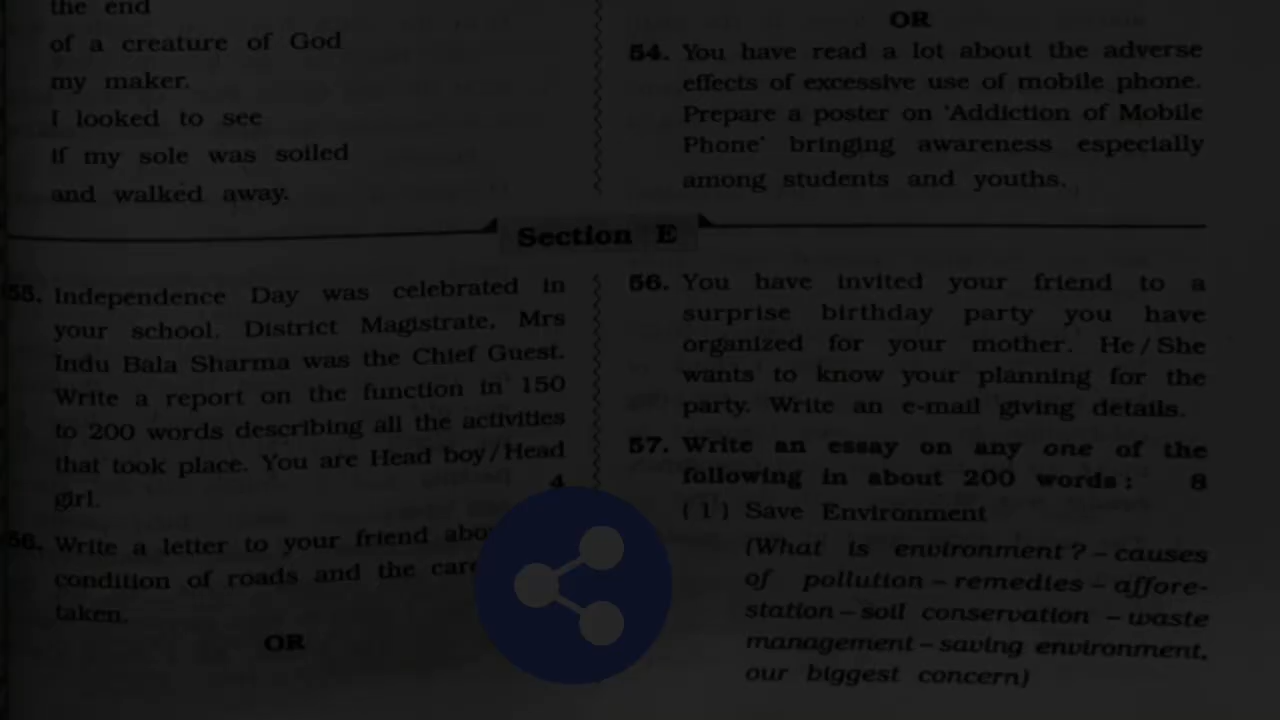 the end
of a creature of God
my maker.
I looked to see
if my sole was soiled
and walked away.
OR
54. You have read a lot about the adverse
effects of excessive use of mobile phone.
Prepare a poster on 'Addiction of Mobile
Phone' bringing awareness especially
among students and youths.
Section E
55. Independence Day was celebrated in
your school. District Magistrate, Mrs
Indu Bala Sharma was the Chief Guest.
Write a report on the function in 150
to 200 words describing all the activities
that took place. You are Head boy/Head
girl. 4
56. Write a letter to your friend
condition of roads and the
taken.
OR
56. You have invited your friend to a
surprise birthday party you have
organized for your mother. He/She
wants to know your planning for the
party. Write an e-mail giving details.
57. Write an essay on any one of the
following in about 200 words : 8
(1) Save Environment
(What is environment ? – causes
of pollution – remedies – affore-
station – soil conservation – waste
management – saving environment,
our biggest concern)